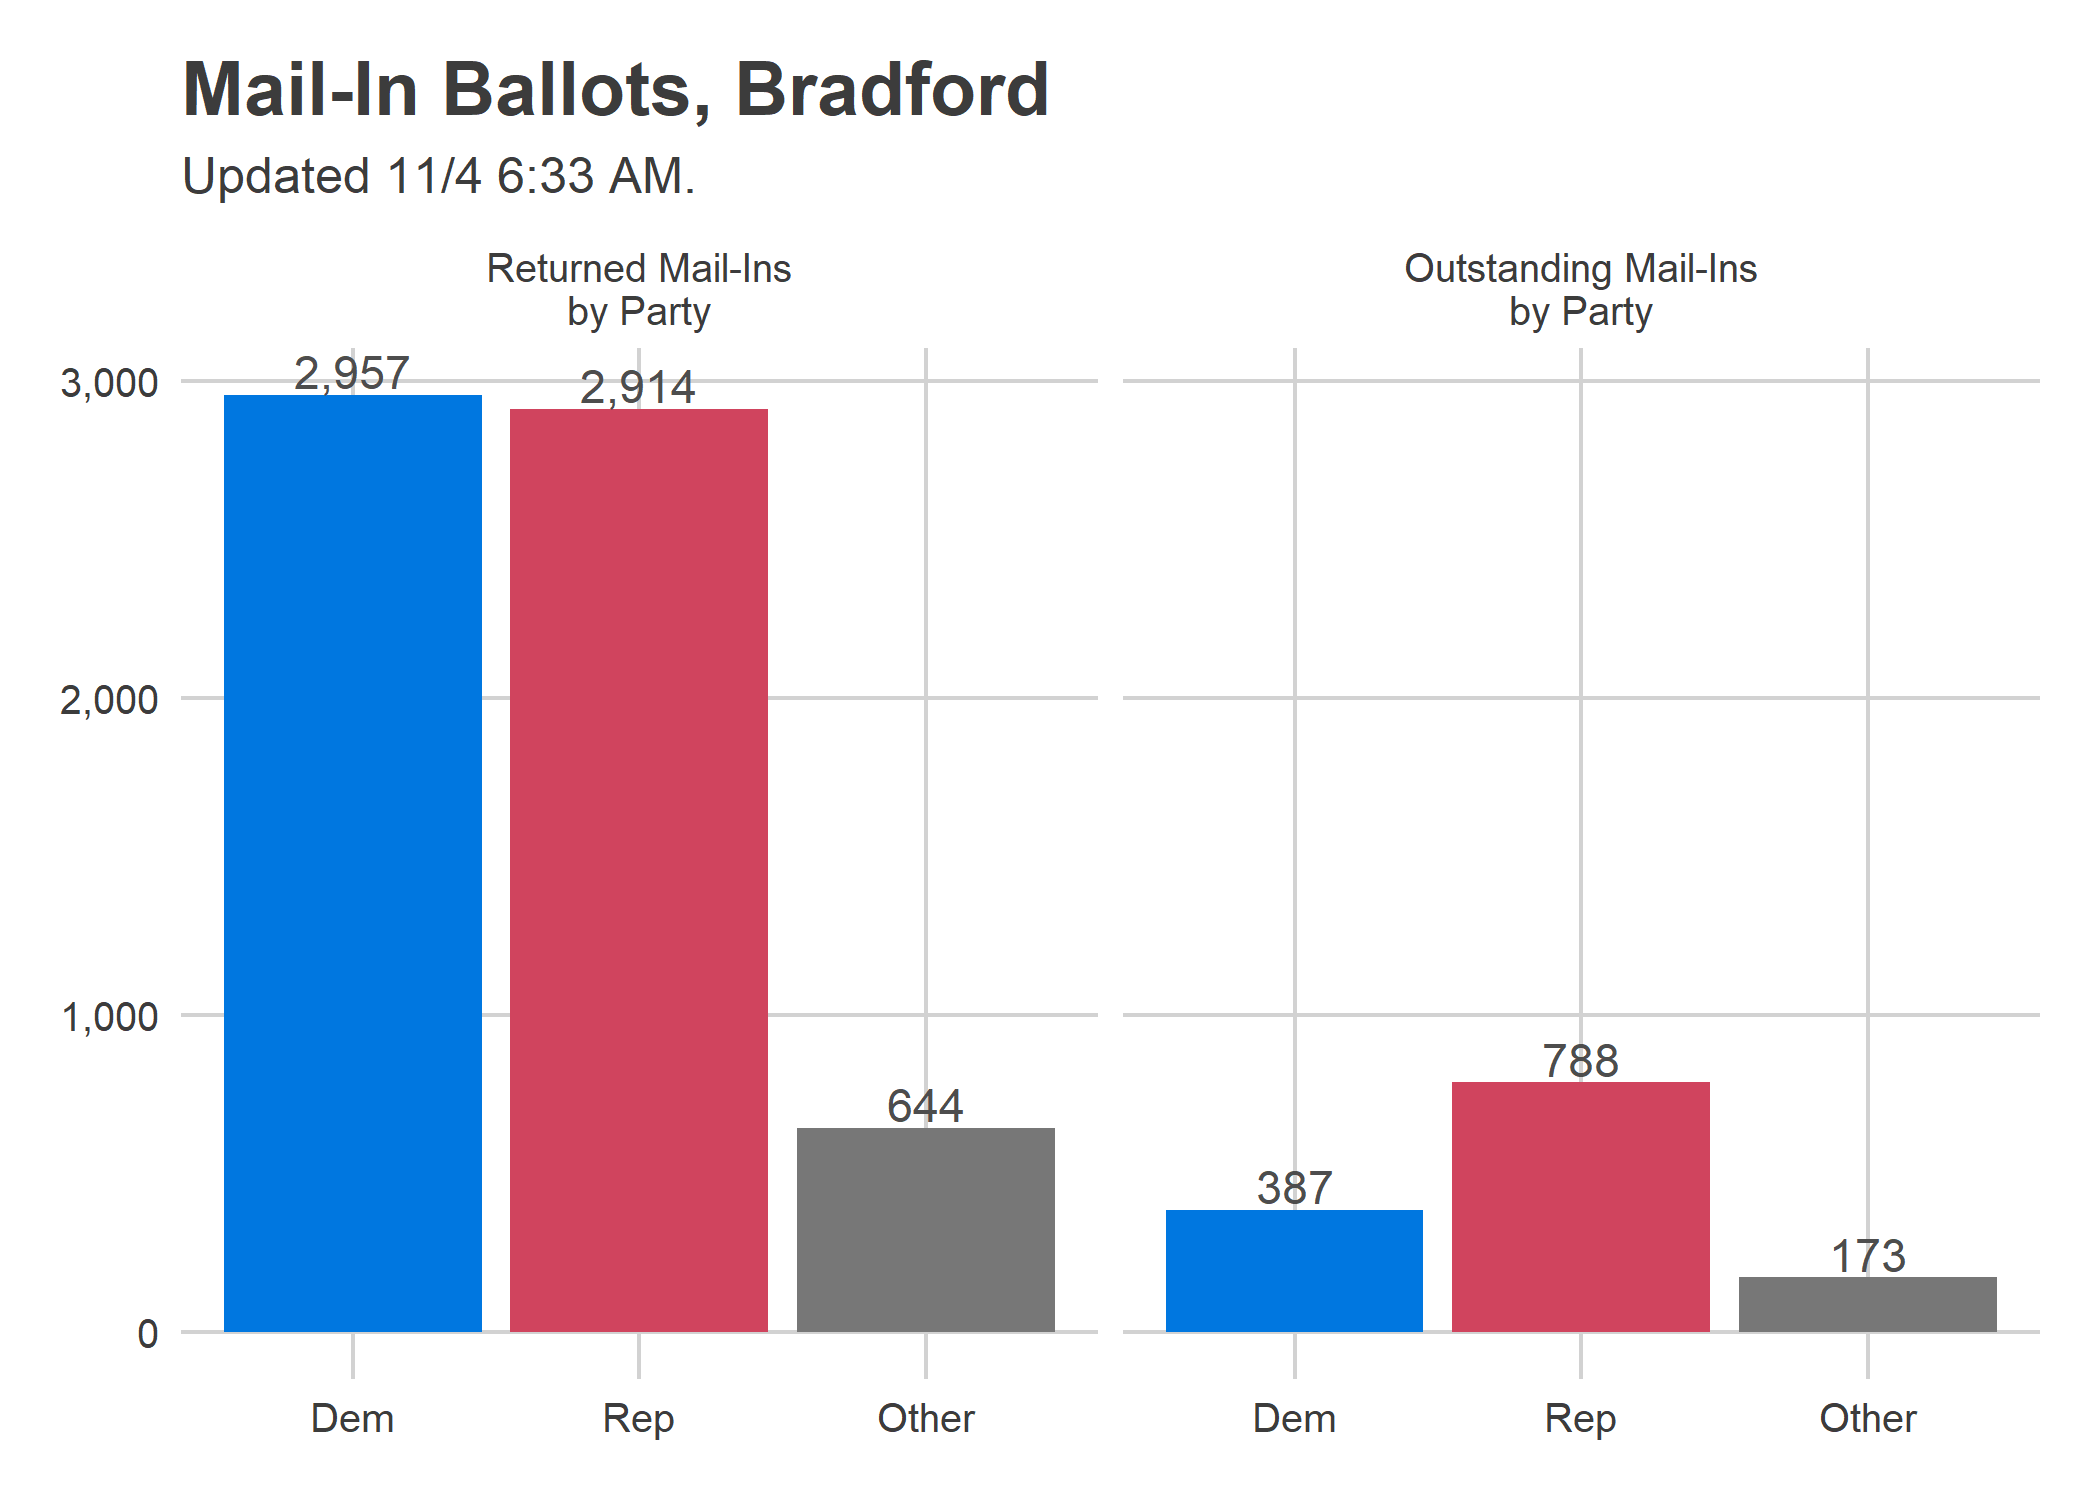 Mail-In Ballots, Bradford
Updated 11/4 6:33 AM.
Returned Mail-Ins
by Party
Outstanding Mail-Ins
by Party
3,000
2,000
1,000
0
2,957
2,914
644
387
788
173
Dem
Rep
Other
Dem
Rep
Other